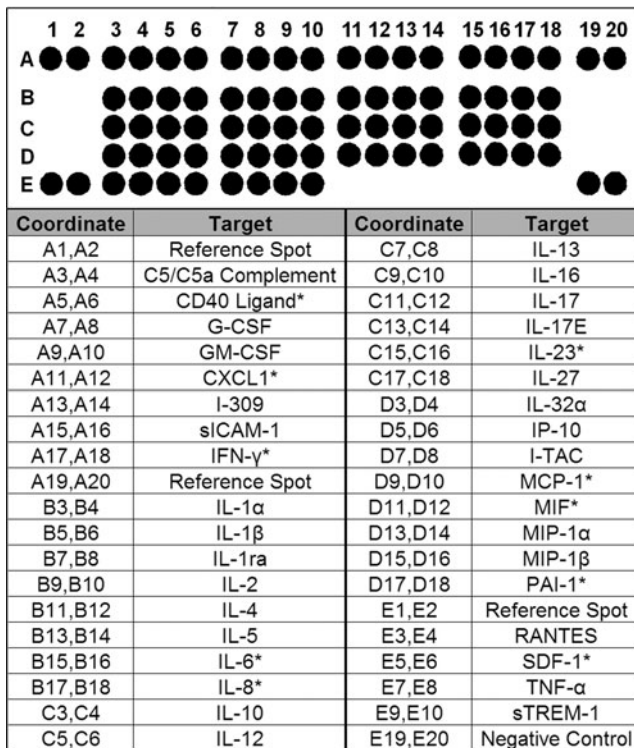 1 2 3 4 5 6 7 8 9 10 11 12 13 14 15 16 17 18 19 20
A
B
C
D
E
Coordinate Target Coordinate Target
A1,A2 Reference Spot C7,C8 IL-13
A3,A4 C5/C5a Complement C9,C10 IL-16
A5,A6 CD40 Ligand* C11,C12 IL-17
A7,A8 G-CSF C13,C14 IL-17E
A9,A10 GM-CSF C15,C16 IL-23*
A11,A12 CXCL1* C17,C18 IL-27
A13,A14 I-309 D3,D4 IL-32α
A15,A16 sICAM-1 D5,D6 IP-10
A17,A18 IFN-γ* D7,D8 I-TAC
A19,A20 Reference Spot D9,D10 MCP-1*
B3,B4 IL-1α D11,D12 MIF*
B5,B6 IL-1β D13,D14 MIP-1α
B7,B8 IL-1ra D15,D16 MIP-1β
B9,B10 IL-2 D17,D18 PAI-1*
B11,B12 IL-4 E1,E2 Reference Spot
B13,B14 IL-5 E3,E4 RANTES
B15,B16 IL-6* E5,E6 SDF-1*
B17,B18 IL-8* E7,E8 TNF-α
C3,C4 IL-10 E9,E10 sTREM-1
C5,C6 IL-12 E19,E20 Negative Control